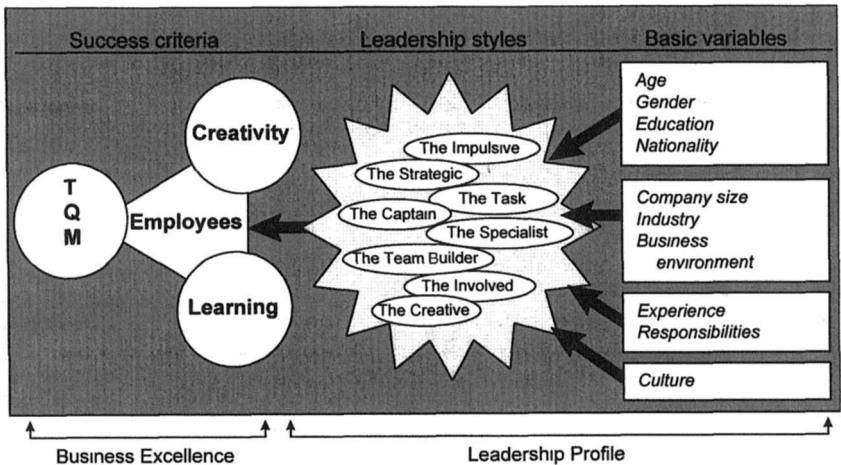 Success criteria
Leadership styles
Basic variables
Creativity
T
Q
M
Employees
Learning
The Impulsive
The Strategic
The Task
The Captain
The Specialist
The Team Builder
The Involved
The Creative
Age
Gender
Education
Nationality
Company size
Industry
Business
environment
Experience
Responsibilities
Culture
Business Excellence
Leadership Profile